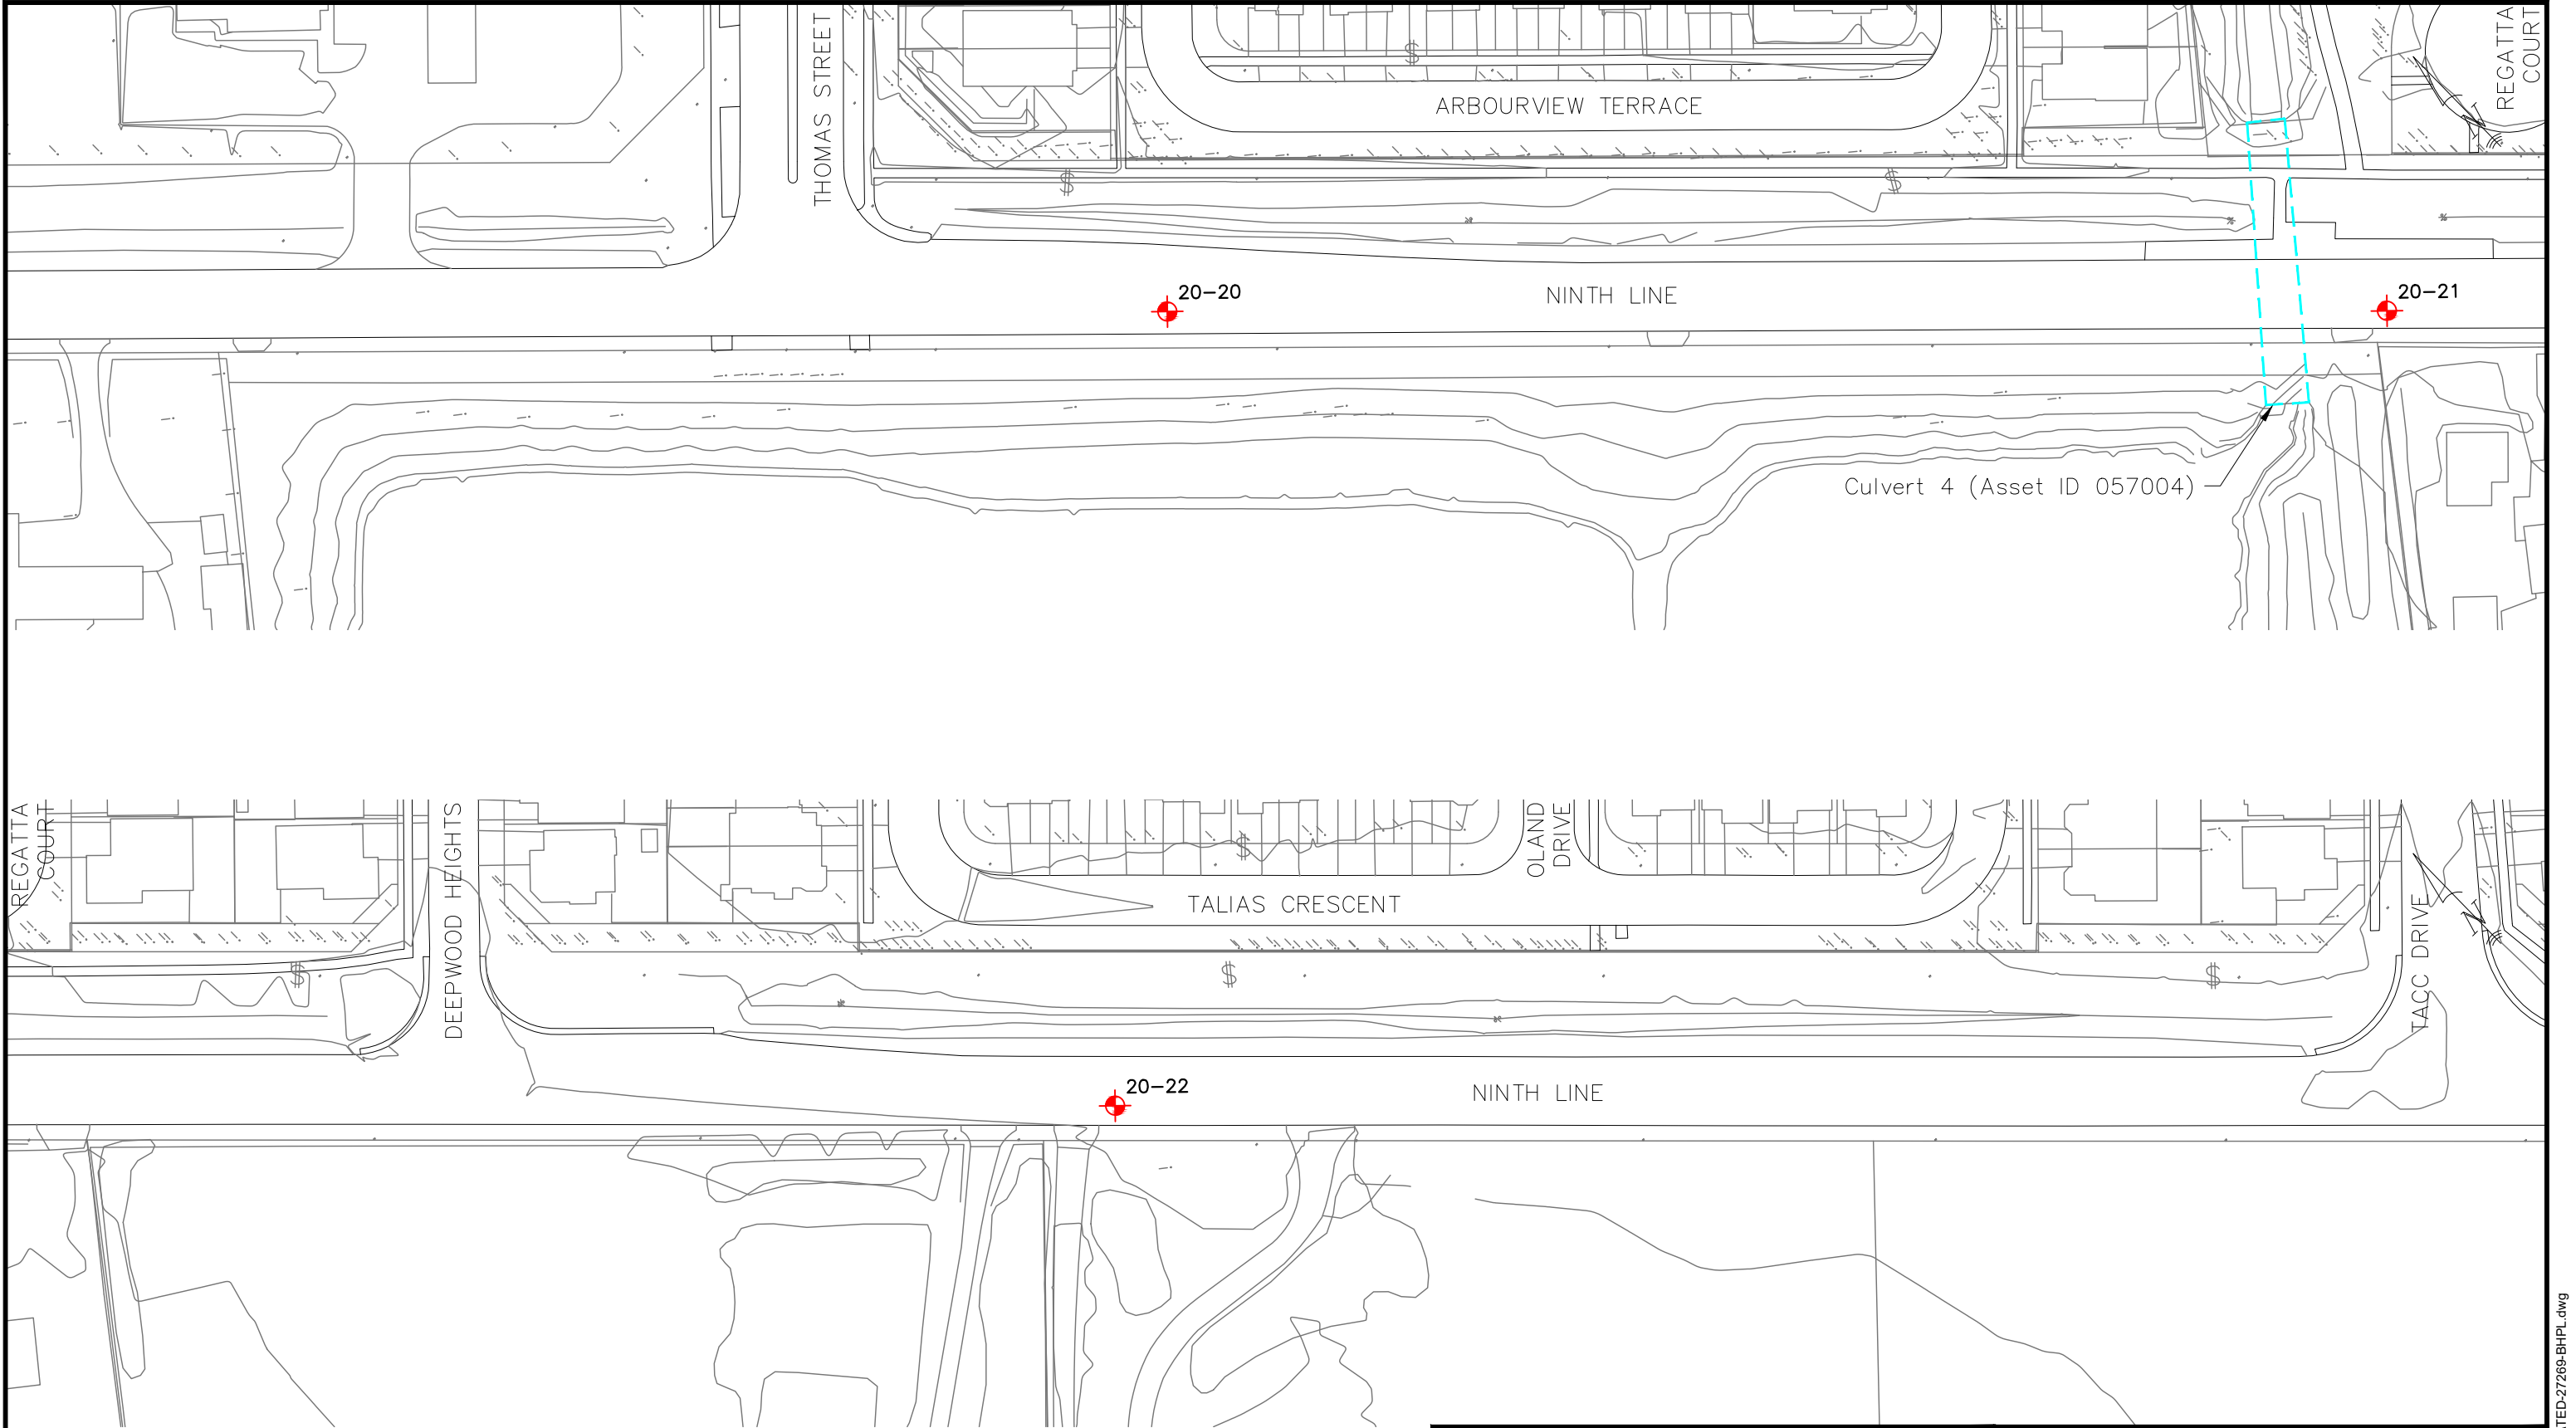 THOMAS STREET
ARBOURVIEW TERRACE
REGATTA
COURT
20-20
NINTH LINE
20-21
Culvert 4 (Asset ID 057004)
REGATTA
COURT
DEEPWOOD HEIGHTS
TALIAS CRESCENT
OLAND
DRIVE
TACC DRIVE
20-22
NINTH LINE
TED-27269-BHPL.dwg